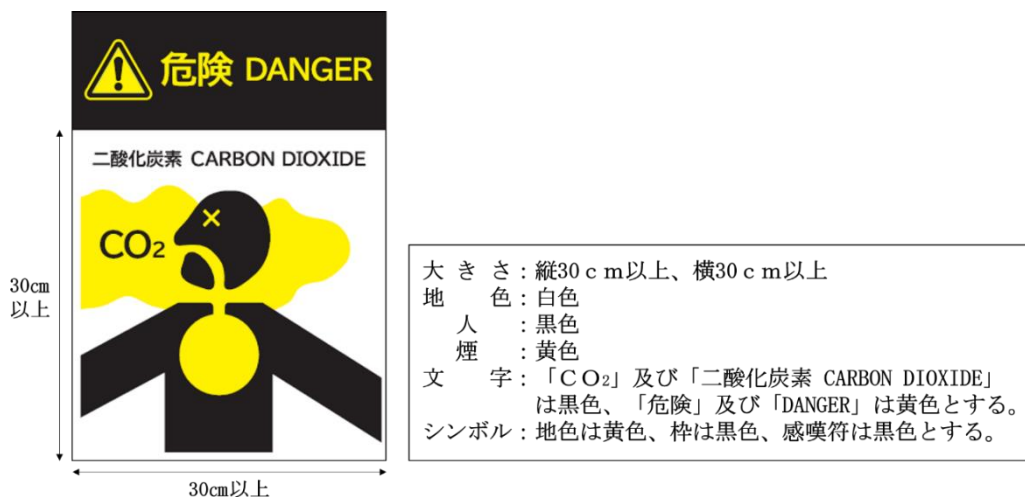 危険 DANGER
二酸化炭素 CARBON DIOXIDE
CO₂
30㎝
以上
30㎝以上
大きさ：縦30ｃｍ以上、横30ｃｍ以上
地色：白色
人：黒色
煙：黄色
文字：「ＣＯ₂」及び「二酸化炭素 CARBON DIOXIDE」
は黒色、「危険」及び「DANGER」は黄色とする。
シンボル：地色は黄色、枠は黒色、感嘆符は黒色とする。